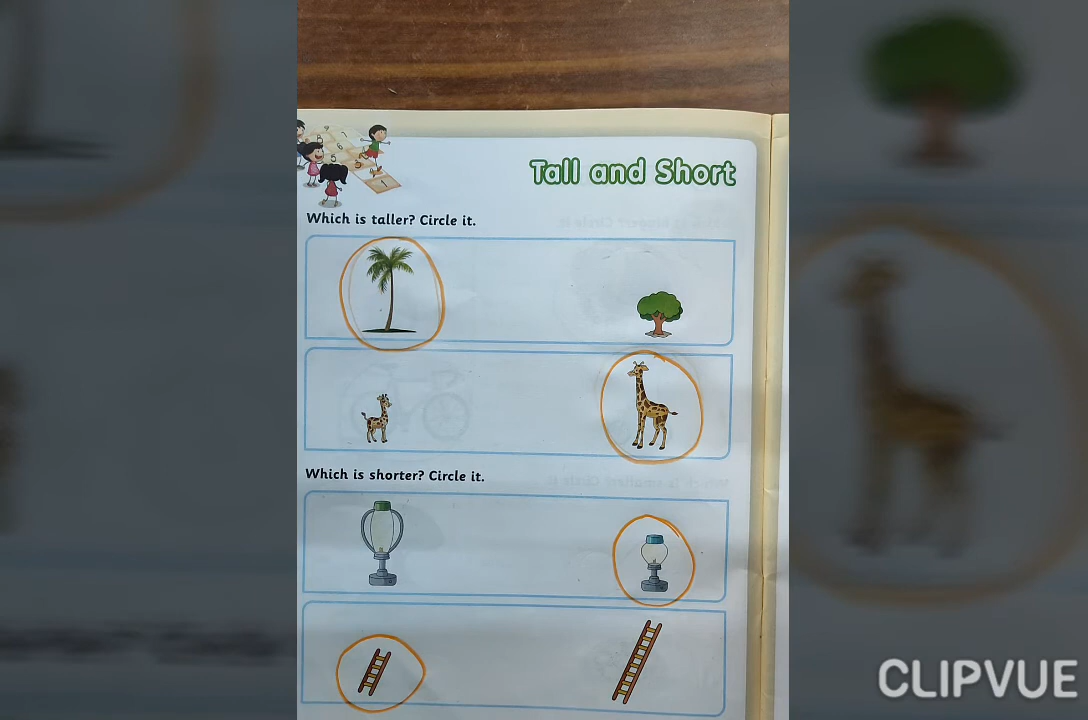 Tall and Short
Which is taller? Circle it.
Which is shorter? Circle it.
CLIPVUE